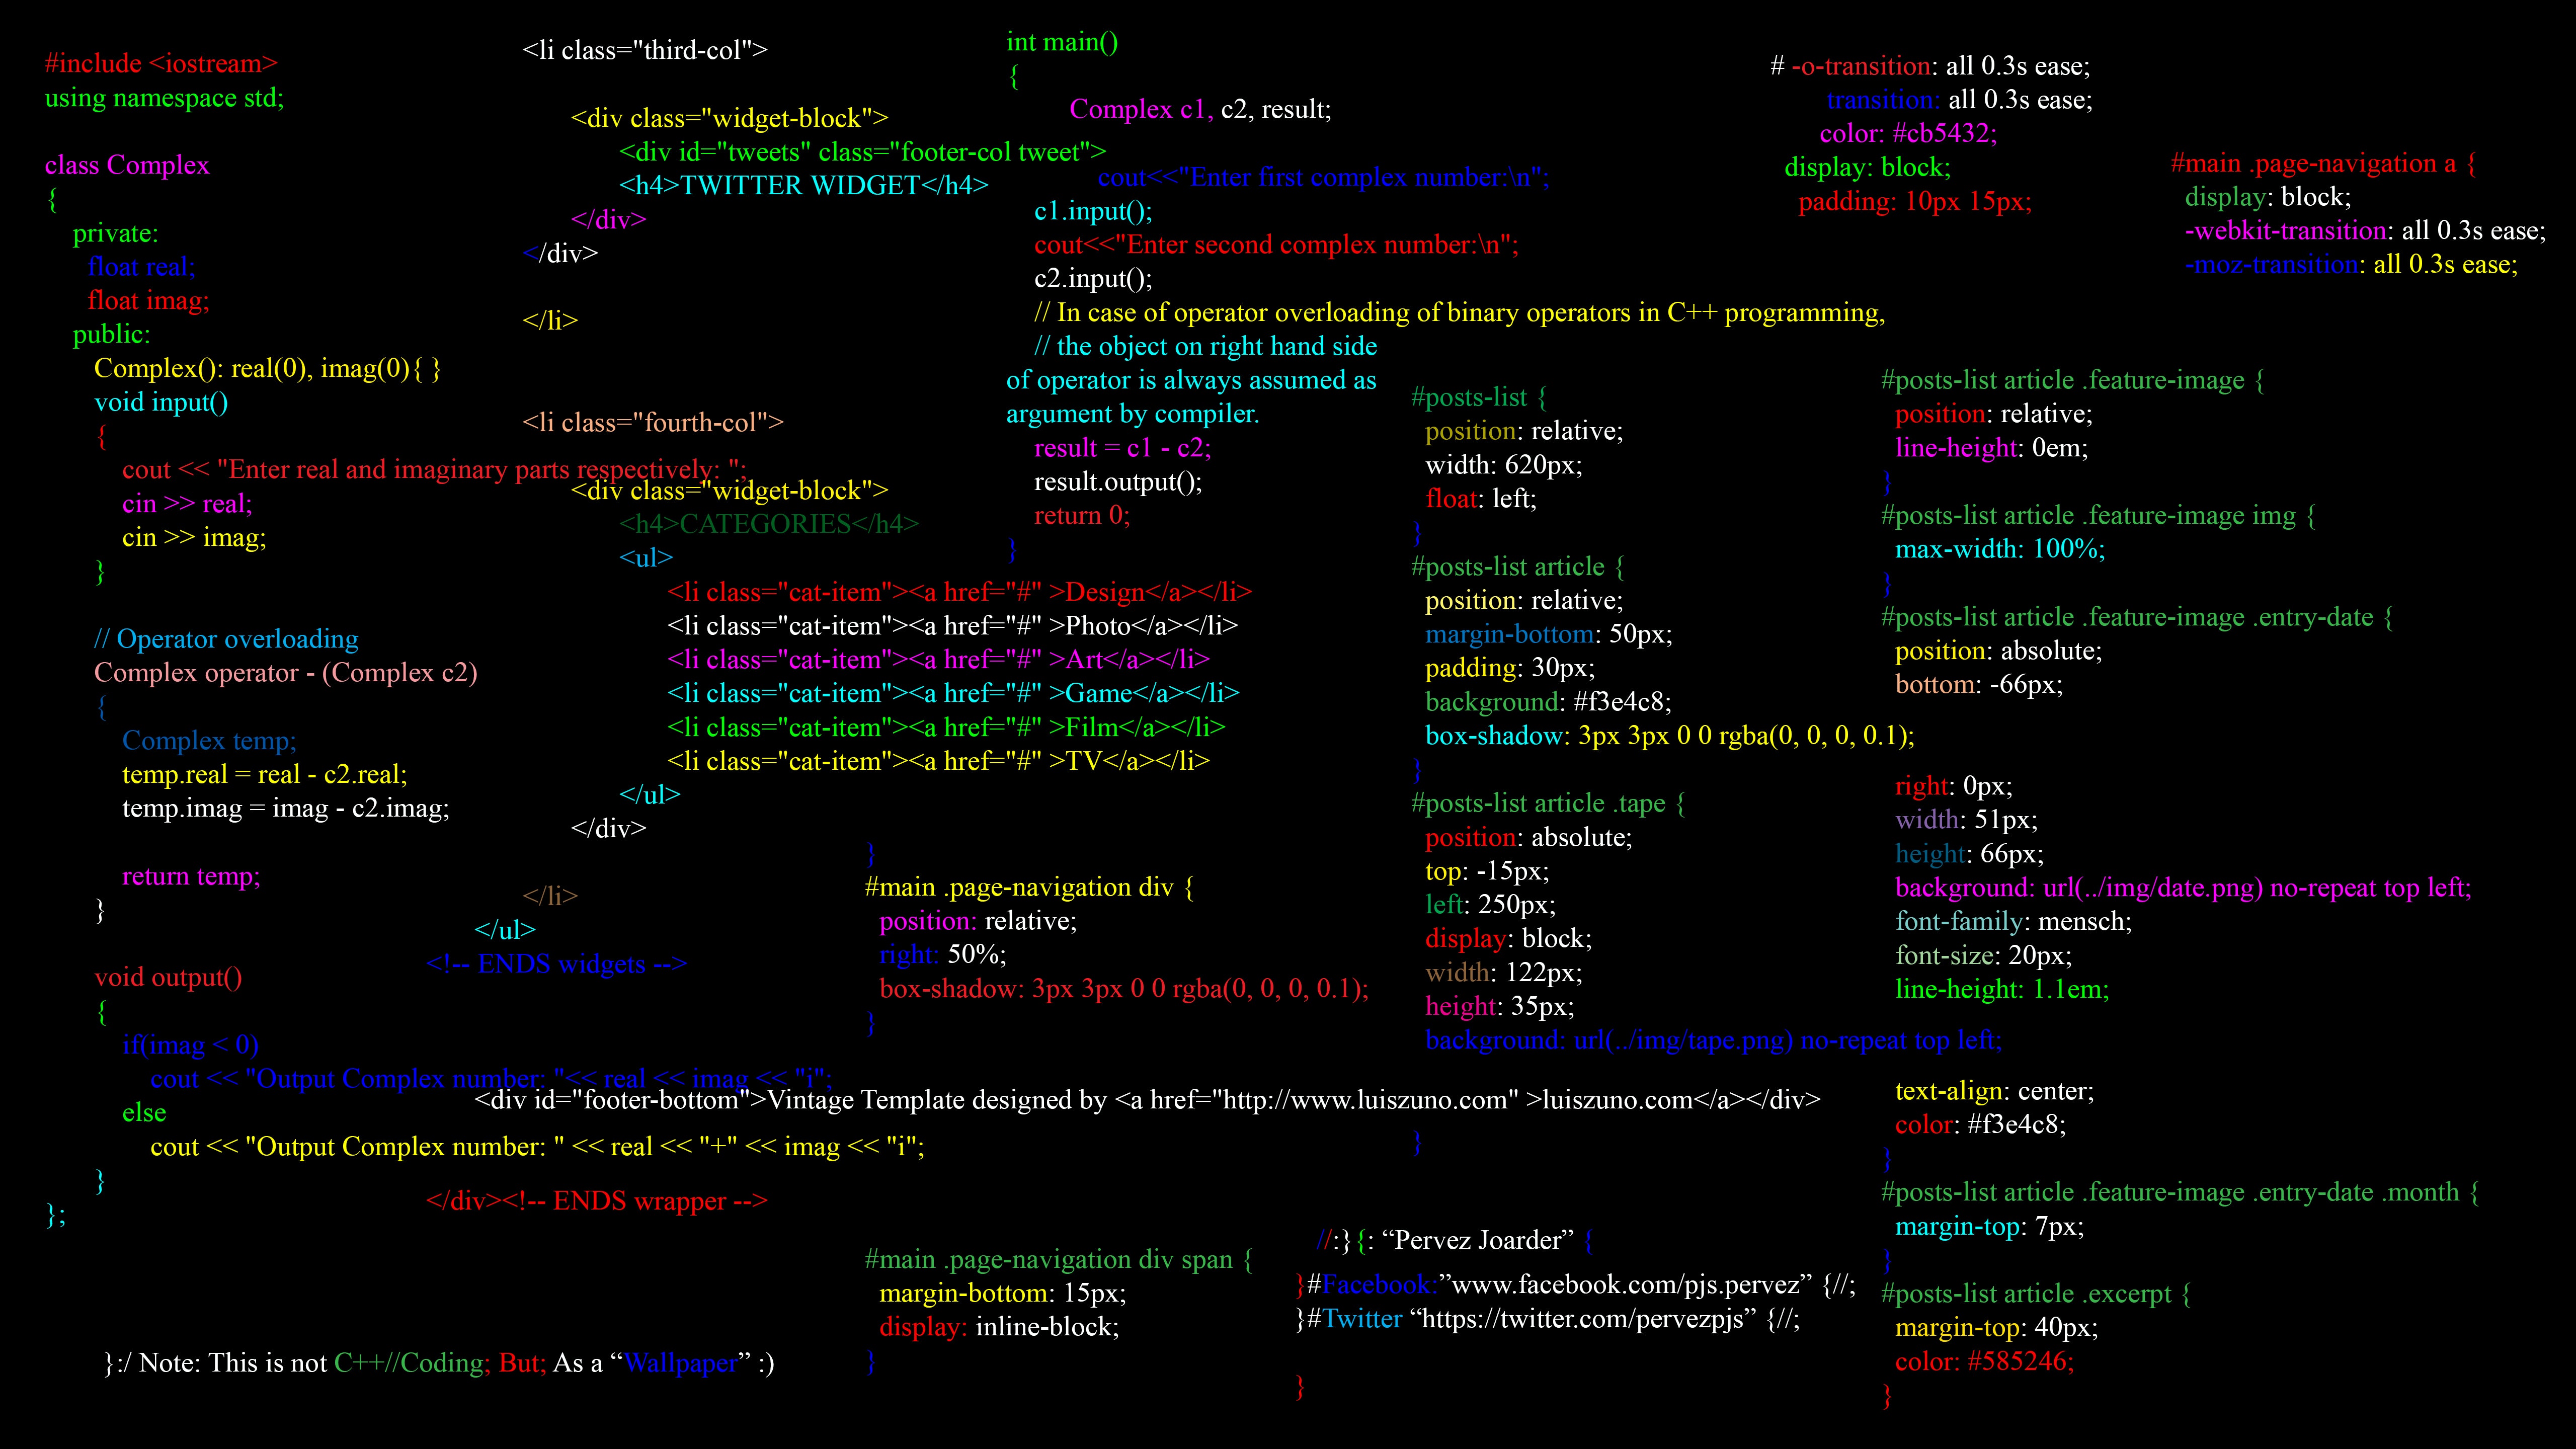 #include <iostream>
using namespace std;
class Complex
{
private:
float real;
float imag;
public:
Complex(): real(0), imag(0){ }
void input()
{
cout << "Enter real and imaginary parts respectively: ";
cin >> real;
cin >> imag;
}
// Operator overloading
Complex operator - (Complex c2)
{
Complex temp;
temp.real = real - c2.real;
temp.imag = imag - c2.imag;
return temp;
}
void output()
{
if(imag < 0)
cout << "Output Complex number: "<< real << imag << "i";
else
cout << "Output Complex number: " << real << "+" << imag << "i";
}
};
}:/ Note: This is not C++//Coding; But; As a “Wallpaper” :)
<li class="third-col">
<div class="widget-block">
<div id="tweets" class="footer-col tweet">
<h4>TWITTER WIDGET</h4>
</div>
</div>
</li>
<li class="fourth-col">
<div class="widget-block">
<h4>CATEGORIES</h4>
<ul>
<li class="cat-item"><a href="#" >Design</a></li>
<li class="cat-item"><a href="#" >Photo</a></li>
<li class="cat-item"><a href="#" >Art</a></li>
<li class="cat-item"><a href="#" >Game</a></li>
<li class="cat-item"><a href="#" >Film</a></li>
<li class="cat-item"><a href="#" >TV</a></li>
</ul>
</div>
</li>
</ul>
<!-- ENDS widgets -->
<div id="footer-bottom">Vintage Template designed by <a href="http://www.luiszuno.com" >luiszuno.com</a></div>
</div><!-- ENDS wrapper -->
int main()
{
Complex c1, c2, result;
cout<<"Enter first complex number:\n";
c1.input();
cout<<"Enter second complex number:\n";
c2.input();
// In case of operator overloading of binary operators in C++ programming,
// the object on right hand side
of operator is always assumed as
argument by compiler.
result = c1 - c2;
result.output();
return 0;
}
}
#main .page-navigation div {
position: relative;
right: 50%;
box-shadow: 3px 3px 0 0 rgba(0, 0, 0, 0.1);
}
#main .page-navigation div span {
margin-bottom: 15px;
display: inline-block;
}
#posts-list {
position: relative;
width: 620px;
float: left;
}
#posts-list article {
position: relative;
margin-bottom: 50px;
padding: 30px;
background: #f3e4c8;
box-shadow: 3px 3px 0 0 rgba(0, 0, 0, 0.1);
}
#posts-list article .tape {
position: absolute;
top: -15px;
left: 250px;
display: block;
width: 122px;
height: 35px;
background: url(../img/tape.png) no-repeat top left;
}
//:}{: “Pervez Joarder” {
}#Facebook:”www.facebook.com/pjs.pervez” {//;
}#Twitter “https://twitter.com/pervezpjs” {//;
}
# -o-transition: all 0.3s ease;
transition: all 0.3s ease;
color: #cb5432;
display: block;
padding: 10px 15px;
#main .page-navigation a {
display: block;
-webkit-transition: all 0.3s ease;
-moz-transition: all 0.3s ease;
#posts-list article .feature-image {
position: relative;
line-height: 0em;
}
#posts-list article .feature-image img {
max-width: 100%;
}
#posts-list article .feature-image .entry-date {
position: absolute;
bottom: -66px;
right: 0px;
width: 51px;
height: 66px;
background: url(../img/date.png) no-repeat top left;
font-family: mensch;
font-size: 20px;
line-height: 1.1em;
text-align: center;
color: #f3e4c8;
}
#posts-list article .feature-image .entry-date .month {
margin-top: 7px;
}
#posts-list article .excerpt {
margin-top: 40px;
color: #585246;
}